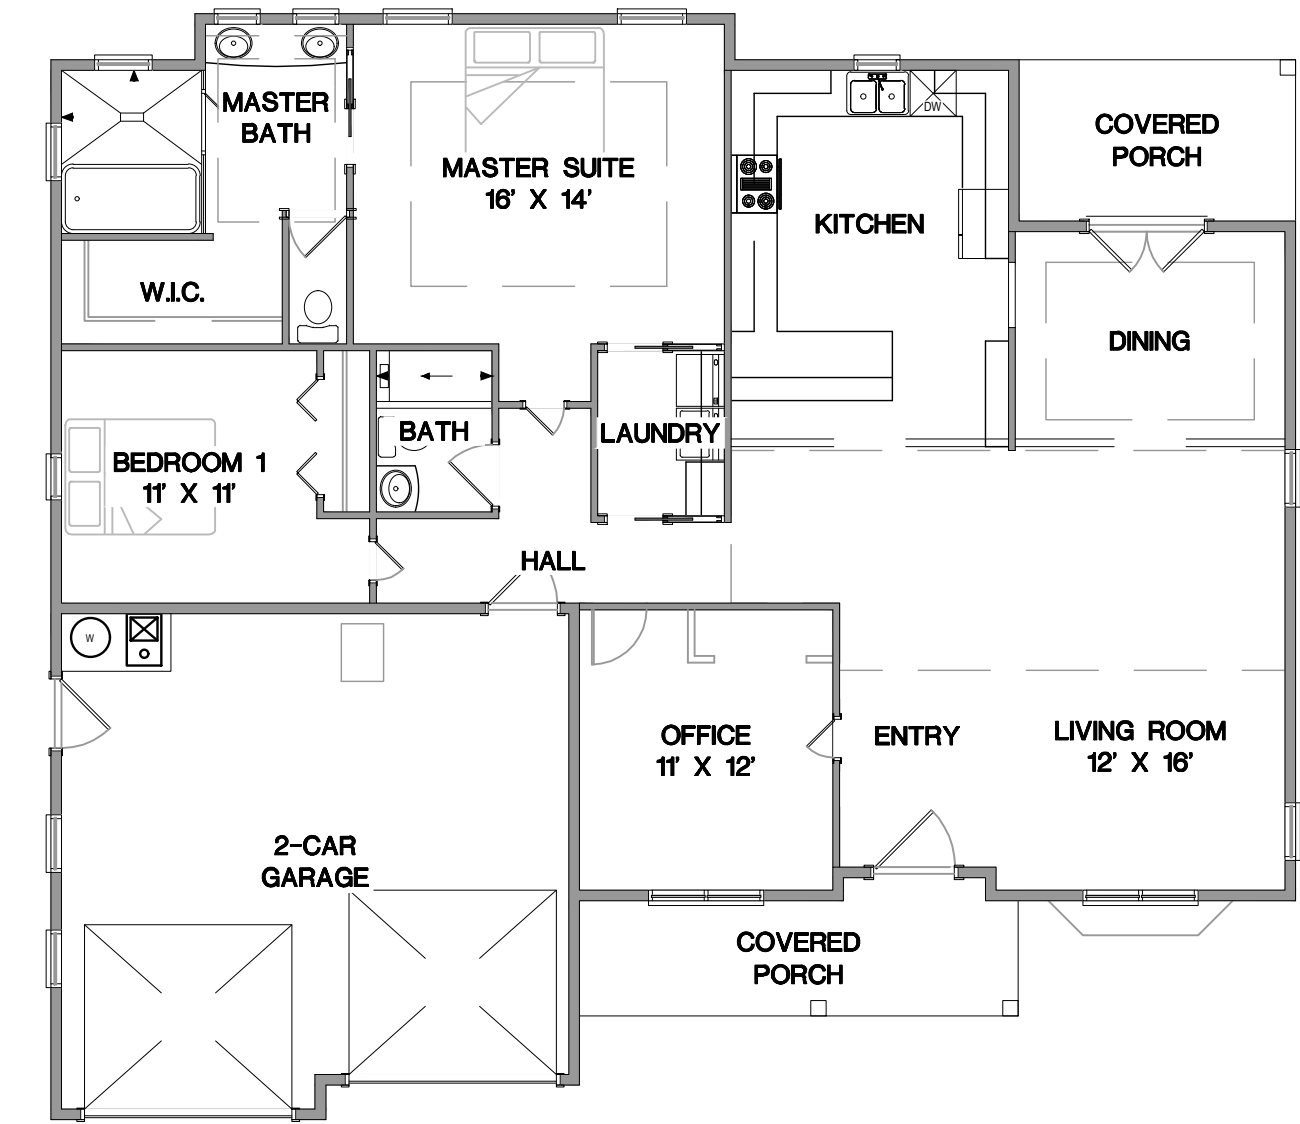 MASTER
BATH
MASTER SUITE
16' X 14'
DW
COVERED
PORCH
KITCHEN
W.I.C.
DINING
BATH
LAUNDRY
BEDROOM 1
11' X 11'
HALL
W
OFFICE
11' X 12'
ENTRY
LIVING ROOM
12' X 16'
2-CAR
GARAGE
COVERED
PORCH